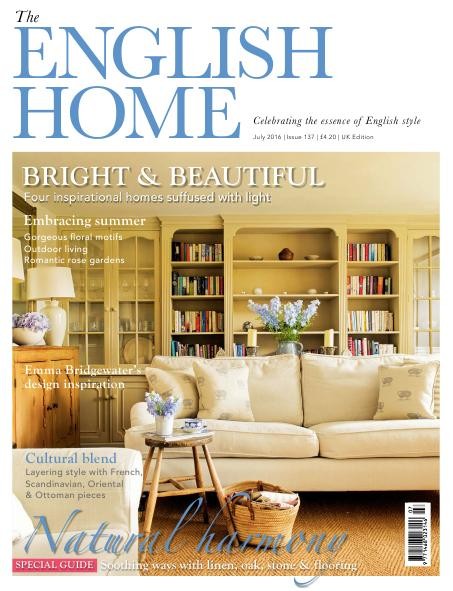 The
ENGLISH
HOME
Celebrating the essence of English style
July 2016 | Issue 137 | £4.20 | UK Edition
BRIGHT & BEAUTIFUL
Four inspirational homes suffused with light
Embracing summer
Gorgeous floral motifs
Outdoor living
Romantic rose gardens
Emma Bridgewater's
design inspiration
Cultural blend
Layering style with French,
Scandinavian, Oriental
& Ottoman pieces
Natural harmony
SPECIAL GUIDE Soothing ways with linen, oak, stone & flooring
07